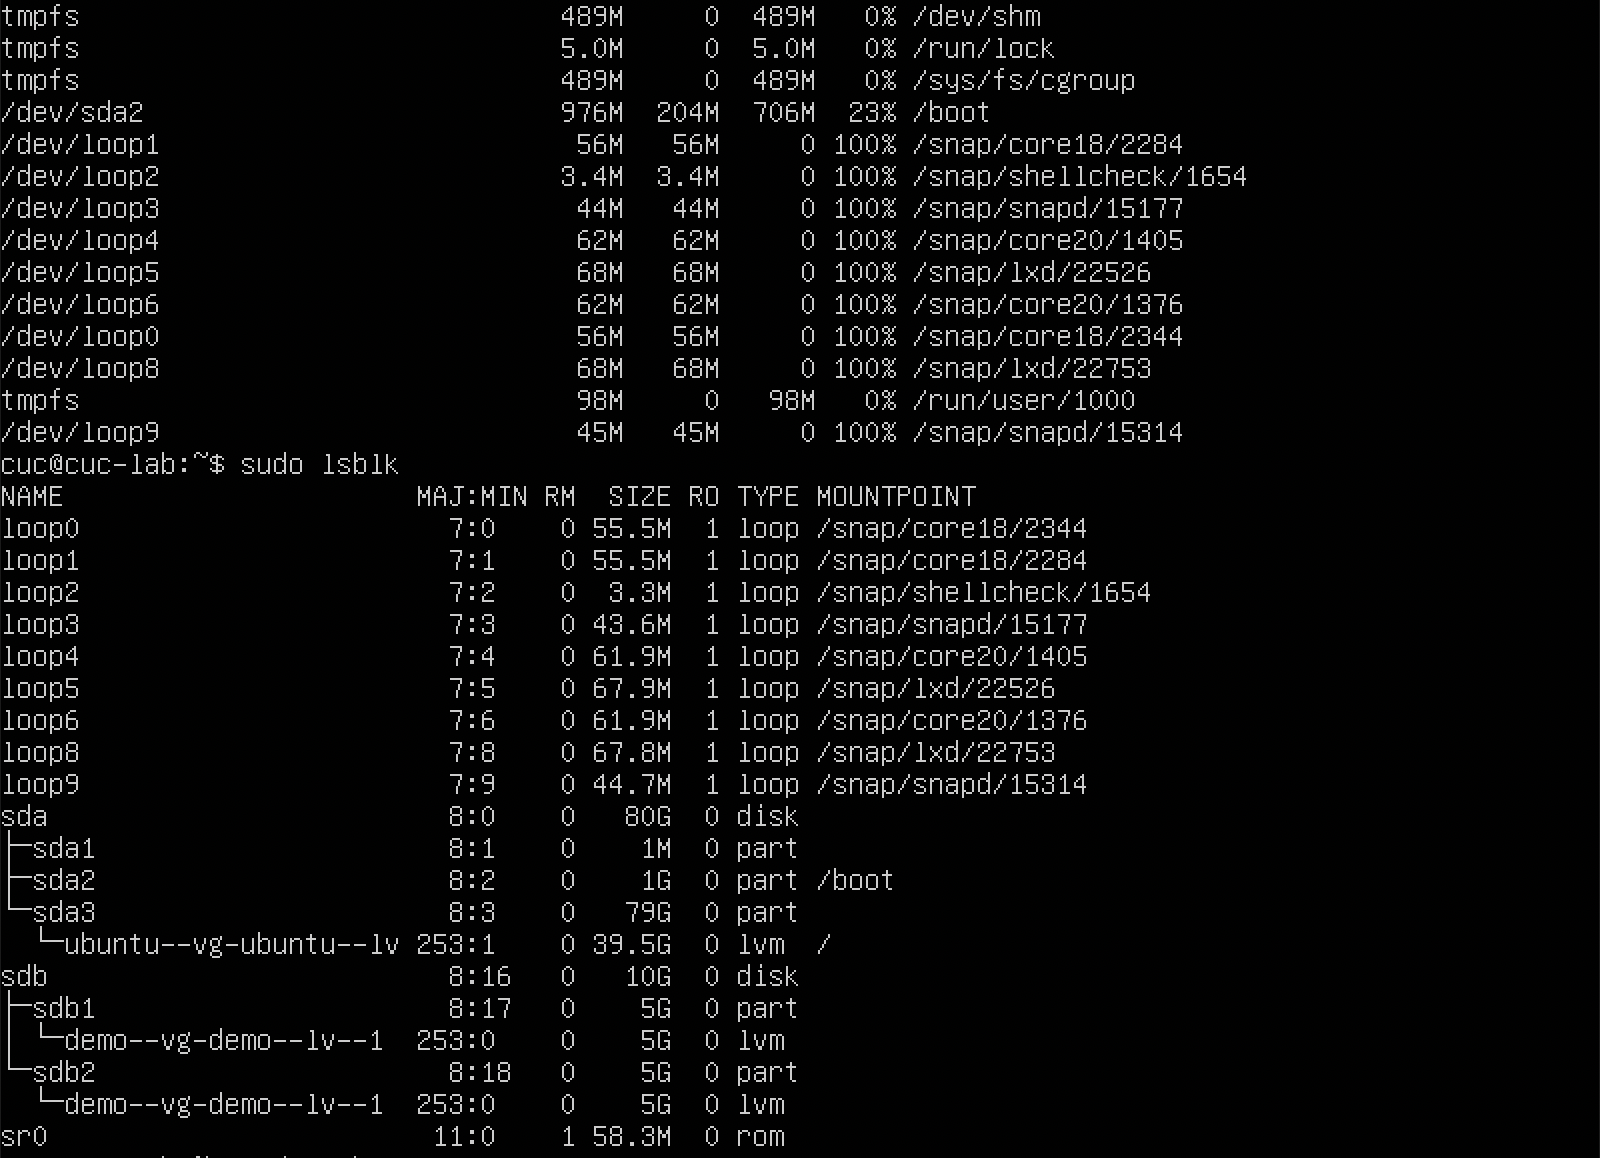 tmpfs 489M 0 489M 0% /dev/shm
tmpfs 5.0M 0 5.0M 0% /run/lock
tmpfs 489M 0 489M 0% /sys/fs/cgroup
/dev/sda2 976M 204M 706M 23% /boot
/dev/loop1 56M 56M 0 100% /snap/core18/2284
/dev/loop2 3.4M 3.4M 0 100% /snap/shellcheck/1654
/dev/loop3 44M 44M 0 100% /snap/snapd/15177
/dev/loop4 62M 62M 0 100% /snap/core20/1405
/dev/loop5 68M 68M 0 100% /snap/lxd/22526
/dev/loop6 62M 62M 0 100% /snap/core20/1376
/dev/loop0 56M 56M 0 100% /snap/core18/2344
/dev/loop8 68M 68M 0 100% /snap/lxd/22753
tmpfs 98M 0 98M 0% /run/user/1000
/dev/loop9 45M 45M 0 100% /snap/snapd/15314
cuc@cuc-lab:~$ sudo lsblk
NAME MAJ:MIN RM SIZE RO TYPE MOUNTPOINT
loop0 7:0 0 55.5M 1 loop /snap/core18/2344
loop1 7:1 0 55.5M 1 loop /snap/core18/2284
loop2 7:2 0 3.3M 1 loop /snap/shellcheck/1654
loop3 7:3 0 43.6M 1 loop /snap/snapd/15177
loop4 7:4 0 61.9M 1 loop /snap/core20/1405
loop5 7:5 0 67.9M 1 loop /snap/lxd/22526
loop6 7:6 0 61.9M 1 loop /snap/core20/1376
loop8 7:8 0 67.8M 1 loop /snap/lxd/22753
loop9 7:9 0 44.7M 1 loop /snap/snapd/15314
sda 8:0 0 80G 0 disk
├─sda1 8:1 0 1M 0 part
├─sda2 8:2 0 1G 0 part /boot
└─sda3 8:3 0 79G 0 part
  └─ubuntu--vg-ubuntu--lv 253:1 0 39.5G 0 lvm /
sdb 8:16 0 10G 0 disk
├─sdb1 8:17 0 5G 0 part
│ └─demo--vg-demo--lv--1 253:0 0 5G 0 lvm
└─sdb2 8:18 0 5G 0 part
  └─demo--vg-demo--lv--1 253:0 0 5G 0 lvm
sr0 11:0 1 58.3M 0 rom